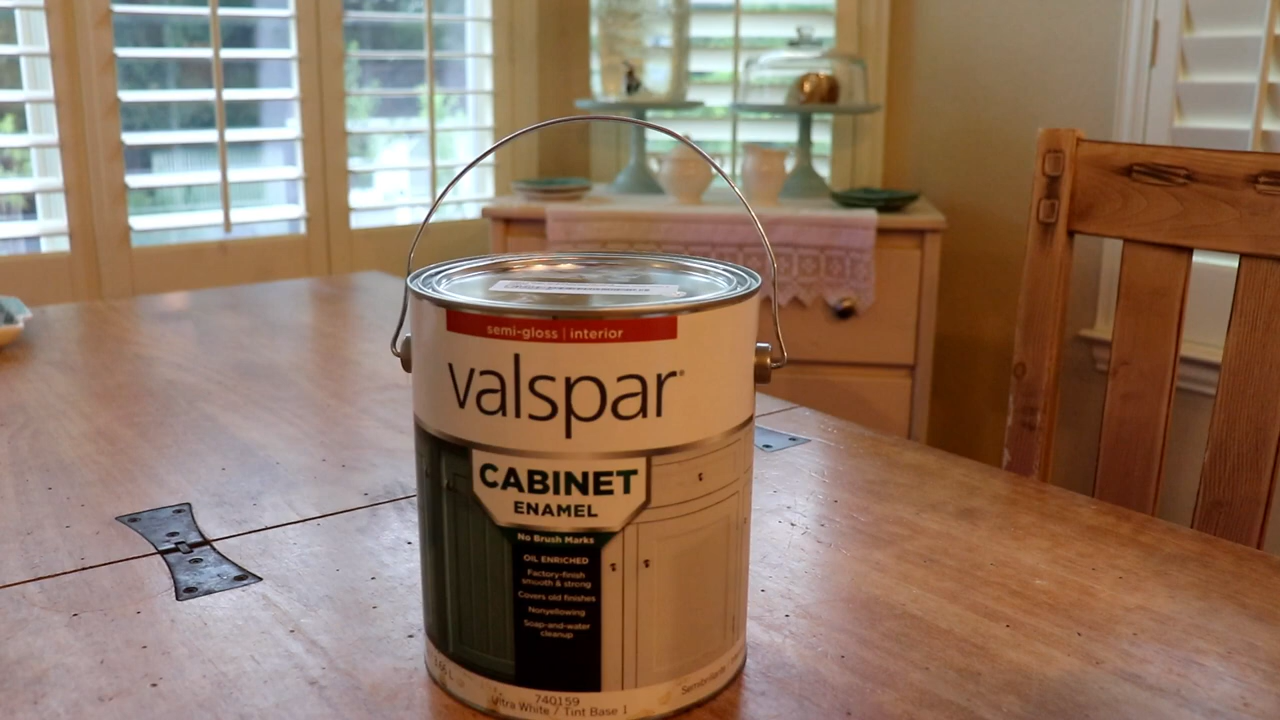 semi-gloss | interior
valspar®
CABINET
ENAMEL
No Brush Marks
OIL ENRICHED
Factory-finish
smooth & strong
Covers old finishes
Nonyellowing
Soap-and-water
cleanup
740159
Ultra White / Tint Base 1